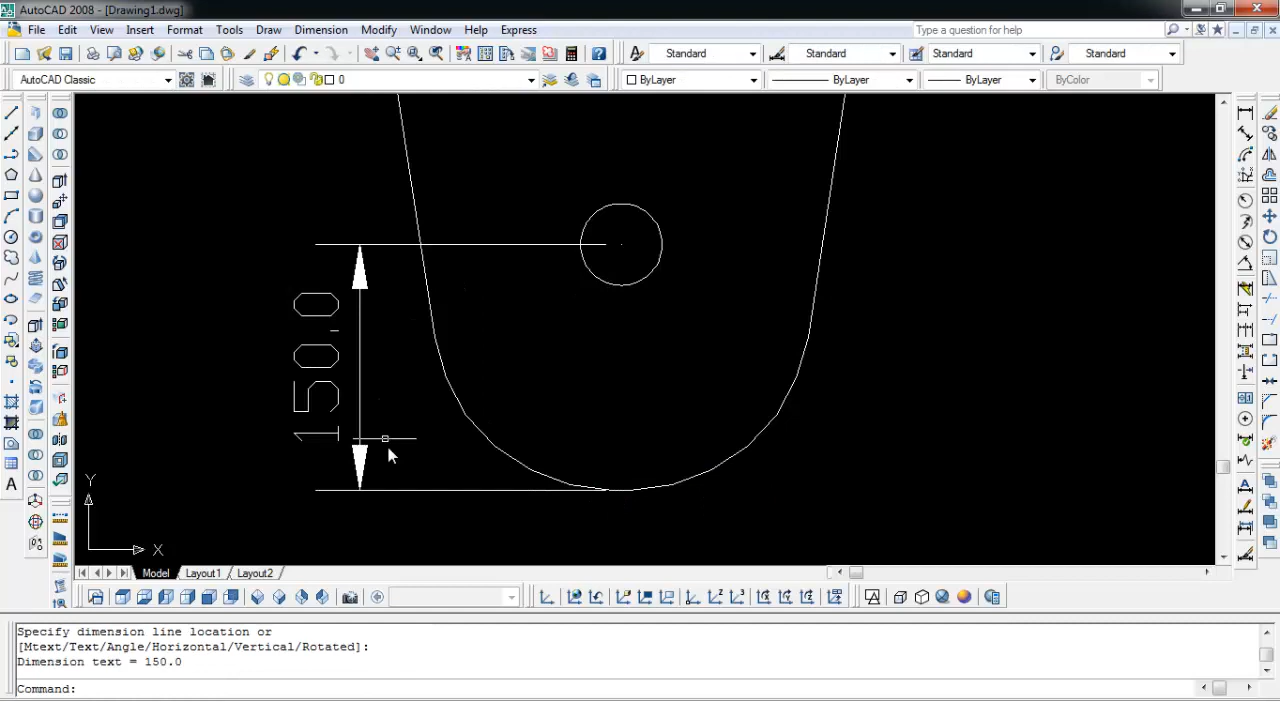 AutoCAD 2008 - [Drawing1.dwg]
File Edit View Insert Format Tools Draw Dimension Modify Window Help Express
Type a question for help
Standard Standard Standard Standard
AutoCAD Classic 0 ByLayer ByLayer ByLayer ByColor
150.0
A
Y
X
Model Layout1 Layout2
Specify dimension line location or
[Mtext/Text/Angle/Horizontal/Vertical/Rotated]:
Dimension text = 150.0
Command: